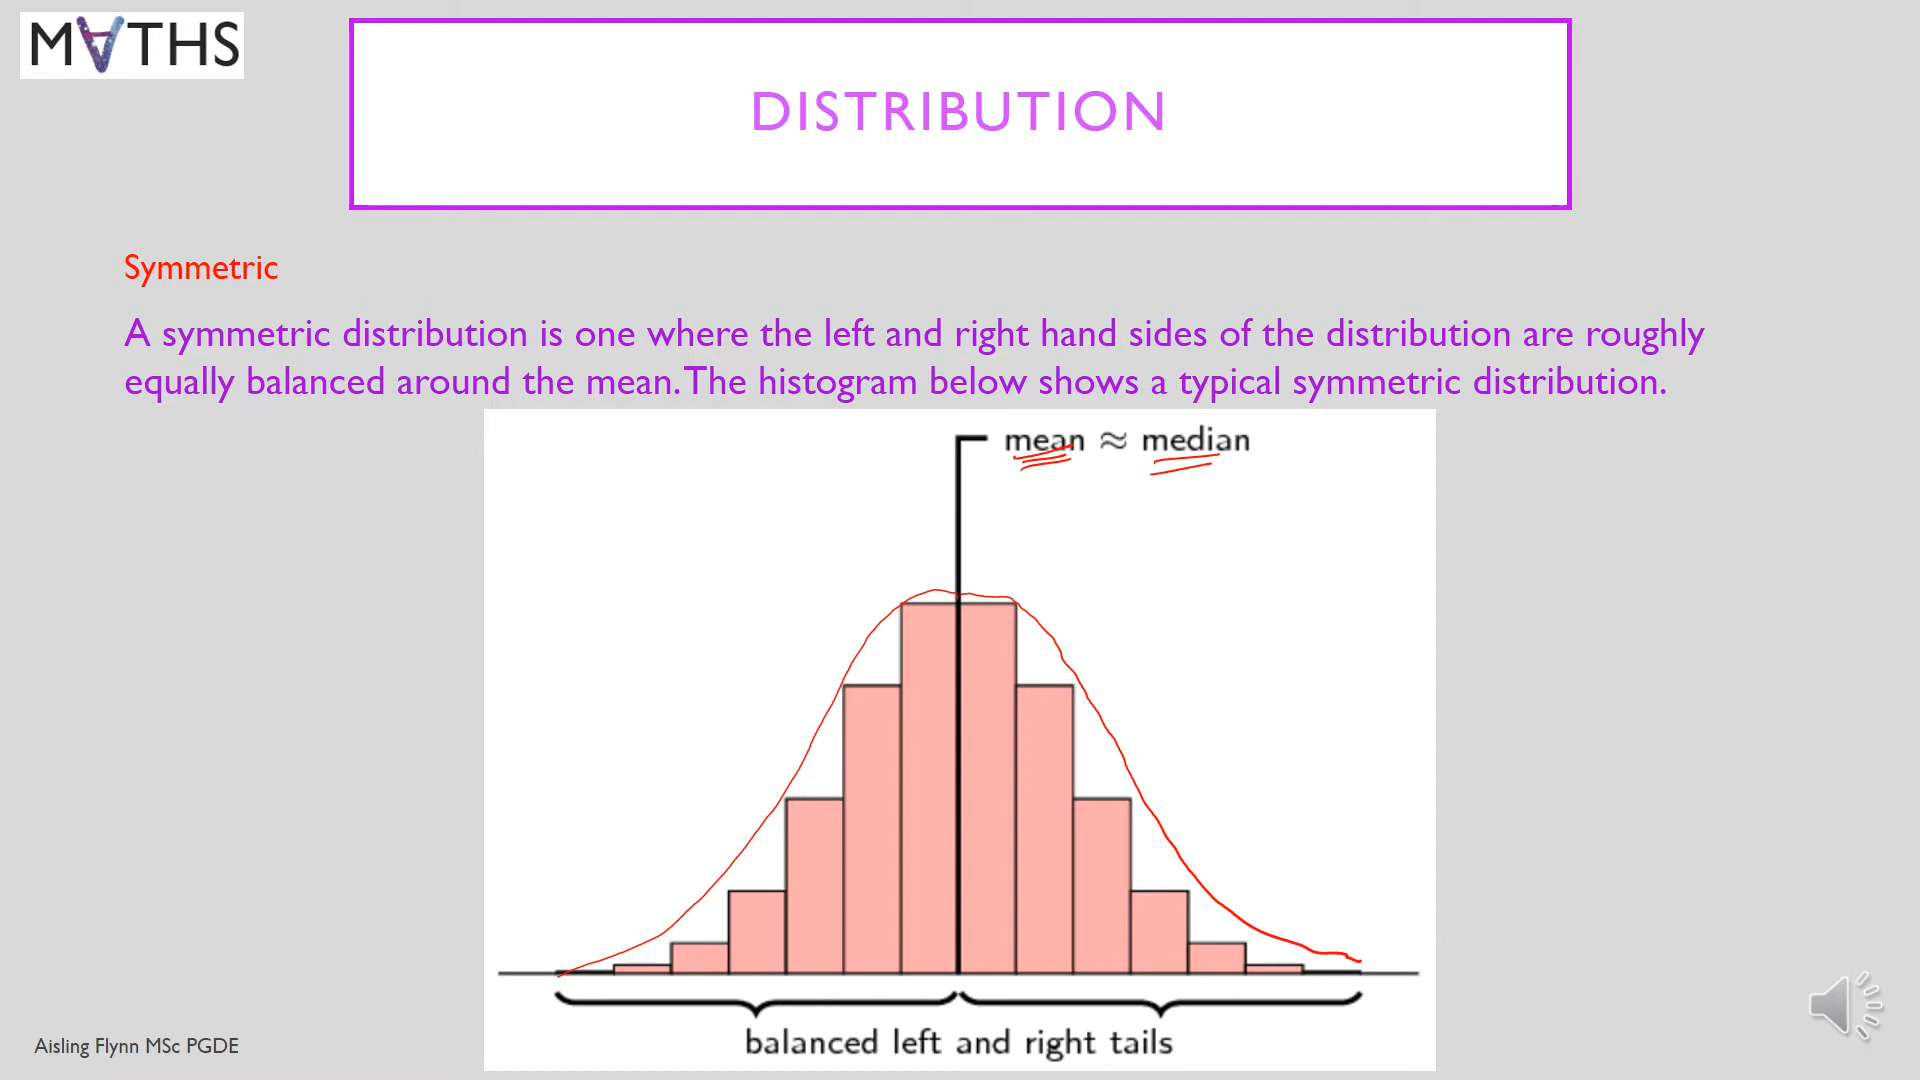 M∀THS
DISTRIBUTION
Symmetric
A symmetric distribution is one where the left and right hand sides of the distribution are roughly
equally balanced around the mean. The histogram below shows a typical symmetric distribution.
mean ≈ median
balanced left and right tails
Aisling Flynn MSc PGDE